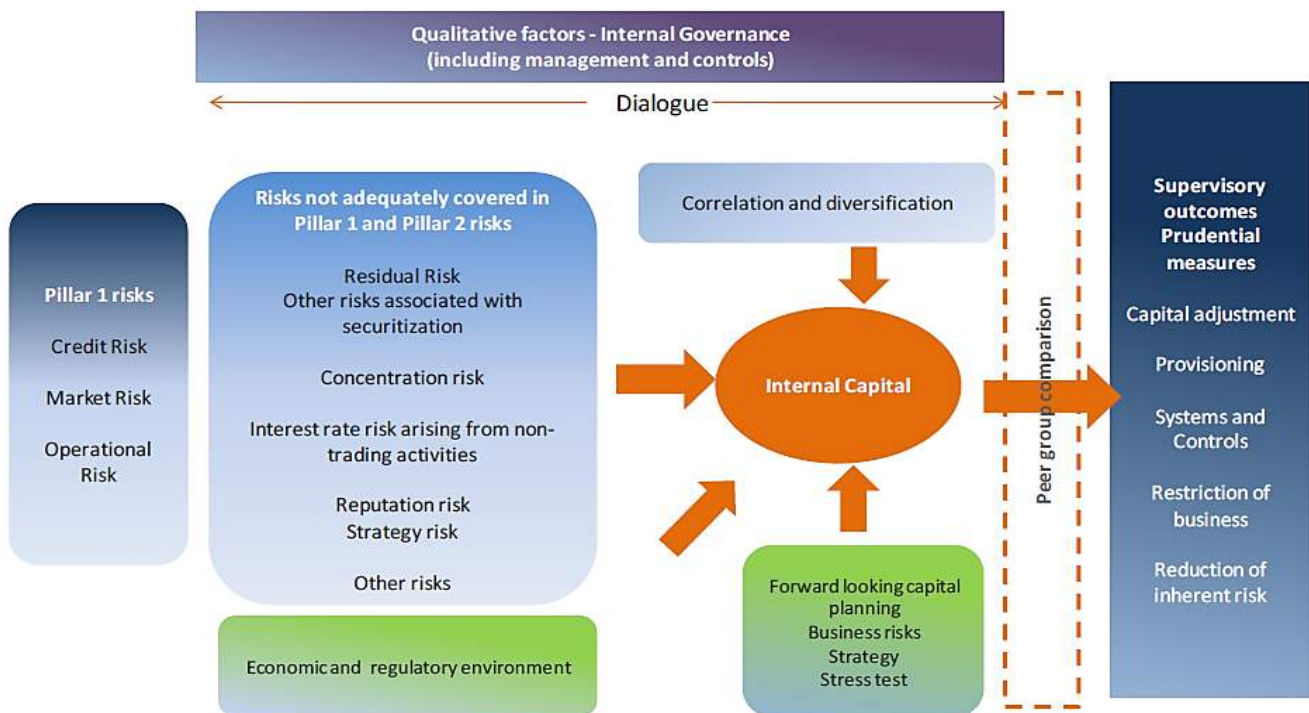 Qualitative factors - Internal Governance
(including management and controls)
Dialogue
Pillar 1 risks
Credit Risk
Market Risk
Operational
Risk
Risks not adequately covered in
Pillar 1 and Pillar 2 risks
Residual Risk
Other risks associated with
securitization
Concentration risk
Interest rate risk arising from non-
trading activities
Reputation risk
Strategy risk
Other risks
Economic and regulatory environment
Correlation and diversification
Internal Capital
Forward looking capital
planning
Business risks
Strategy
Stress test
Peer group comparison
Supervisory
outcomes
Prudential
measures
Capital adjustment
Provisioning
Systems and
Controls
Restriction of
business
Reduction of
inherent risk